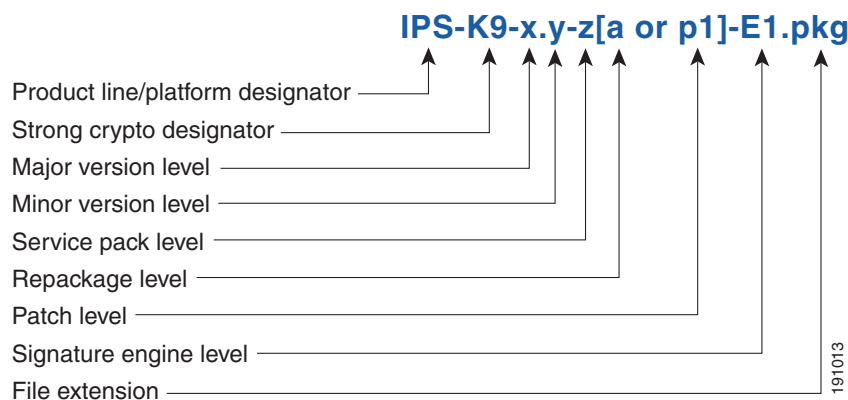 IPS-K9-x.y-z[a or p1]-E1.pkg
Product line/platform designator
Strong crypto designator
Major version level
Minor version level
Service pack level
Repackage level
Patch level
Signature engine level
File extension
191013